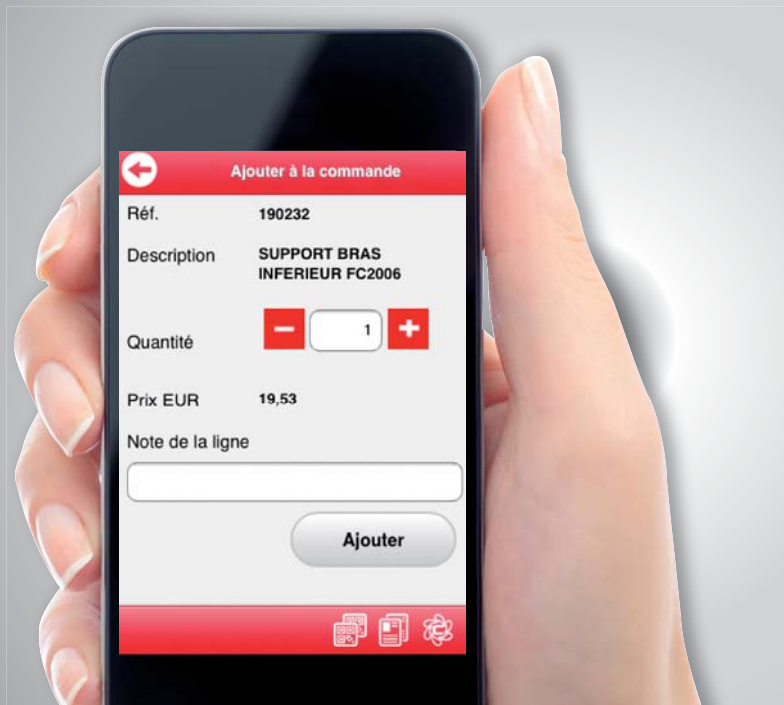 Ajouter à la commande
Réf. 190232
Description SUPPORT BRAS
INFERIEUR FC2006
Quantité 1
Prix EUR 19,53
Note de la ligne
Ajouter